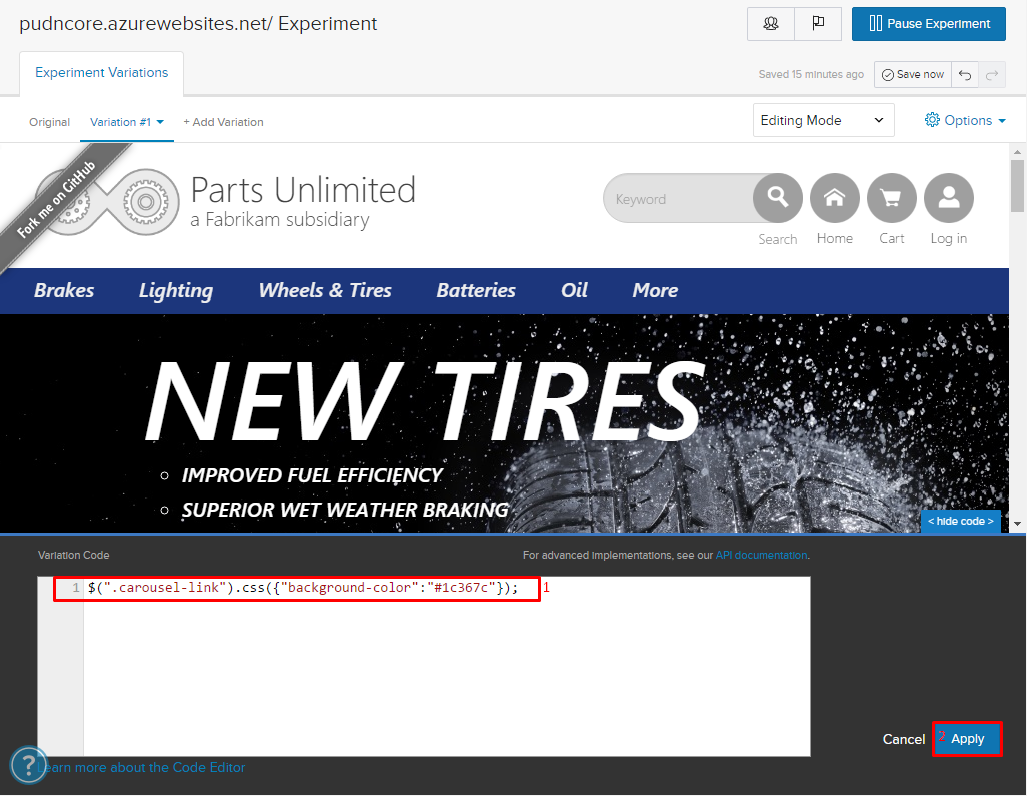 pudncore.azurewebsites.net/ Experiment
Pause Experiment
Experiment Variations
Saved 15 minutes ago
Save now
Original
Variation #1
+ Add Variation
Editing Mode
Options
Fork me on GitHub
Parts Unlimited
a Fabrikam subsidiary
Keyword
Search
Home
Cart
Log in
Brakes
Lighting
Wheels & Tires
Batteries
Oil
More
NEW TIRES
IMPROVED FUEL EFFICIENCY
SUPERIOR WET WEATHER BRAKING
< hide code >
Variation Code
For advanced implementations, see our API documentation.
1 $(".carousel-link").css({"background-color":"#1c367c"}); 1
Cancel
2 Apply
?
earn more about the Code Editor